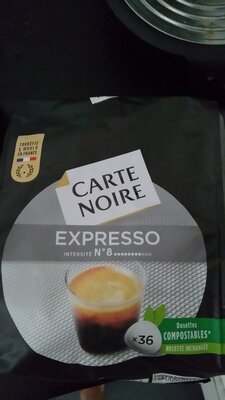 TORRÉFIÉ
& MOULU
EN FRANCE
CARTE
NOIRE
EXPRESSO
INTENSITÉ N°8
x36
Dosettes
COMPOSTABLES*
RECETTE INCHANGÉE